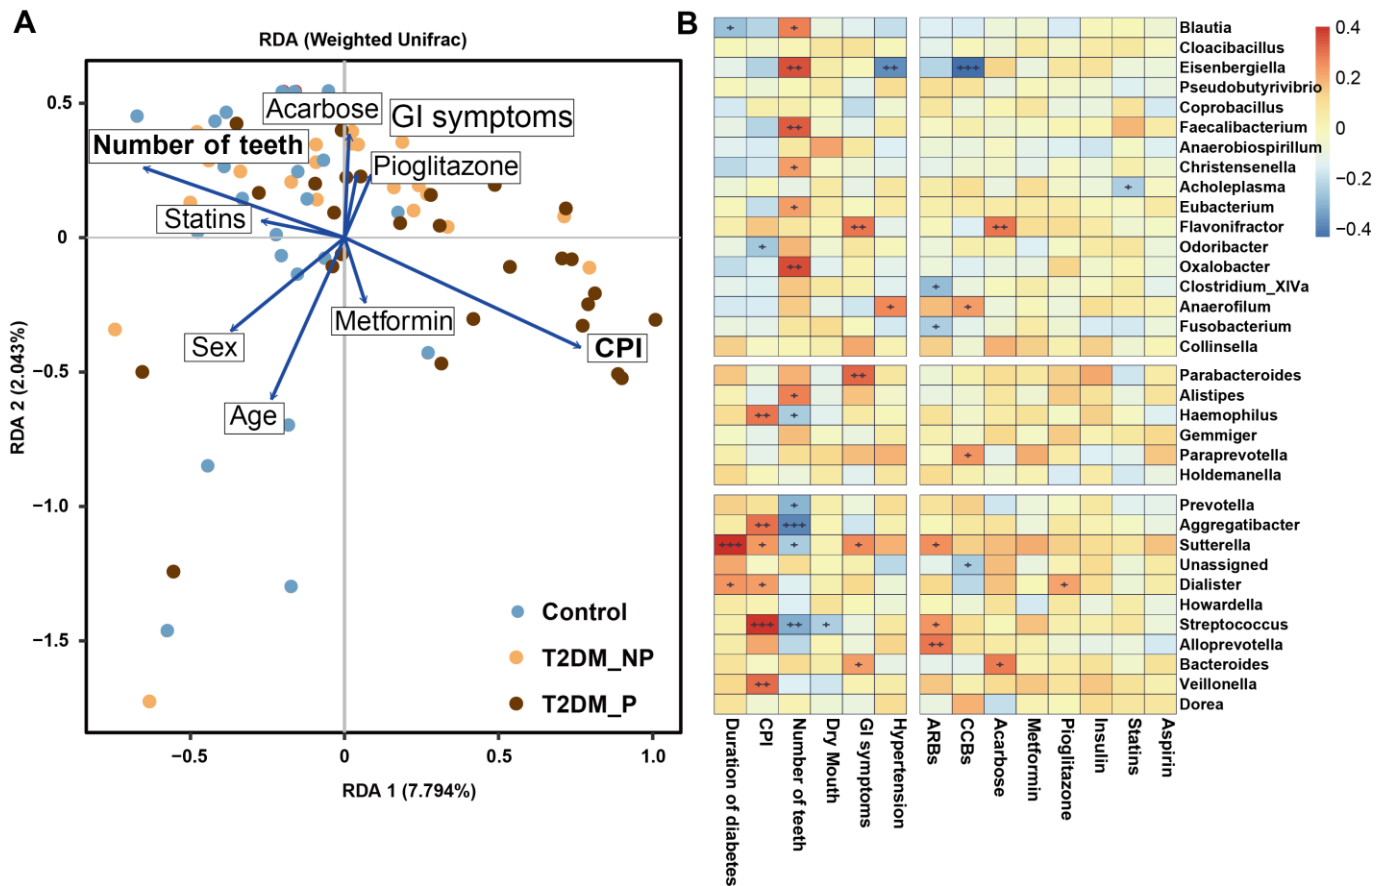 A
RDA (Weighted Unifrac)
RDA 2 (2.043%)
0.5
0
−0.5
−1.0
−1.5
Acarbose
GI symptoms
Number of teeth
Pioglitazone
Statins
Metformin
Sex
CPI
Age
Control
T2DM_NP
T2DM_P
−0.5
0
0.5
1.0
RDA 1 (7.794%)
B
Blautia
Cloacibacillus
Eisenbergiella
Pseudobutyrivibrio
Coprobacillus
Faecalibacterium
Anaerobiospirillum
Christensenella
Acholeplasma
Eubacterium
Flavonifractor
Odoribacter
Oxalobacter
Clostridium_XIVa
Anaerofilum
Fusobacterium
Collinsella
Parabacteroides
Alistipes
Haemophilus
Gemmiger
Paraprevotella
Holdemanella
Prevotella
Aggregatibacter
Sutterella
Unassigned
Dialister
Howardella
Streptococcus
Alloprevotella
Bacteroides
Veillonella
Dorea
0.4
0.2
0
−0.2
−0.4
Duration of diabetes
CPI
Number of teeth
Dry Mouth
GI symptoms
Hypertension
ARBs
CCBs
Acarbose
Metformin
Pioglitazone
Insulin
Statins
Aspirin